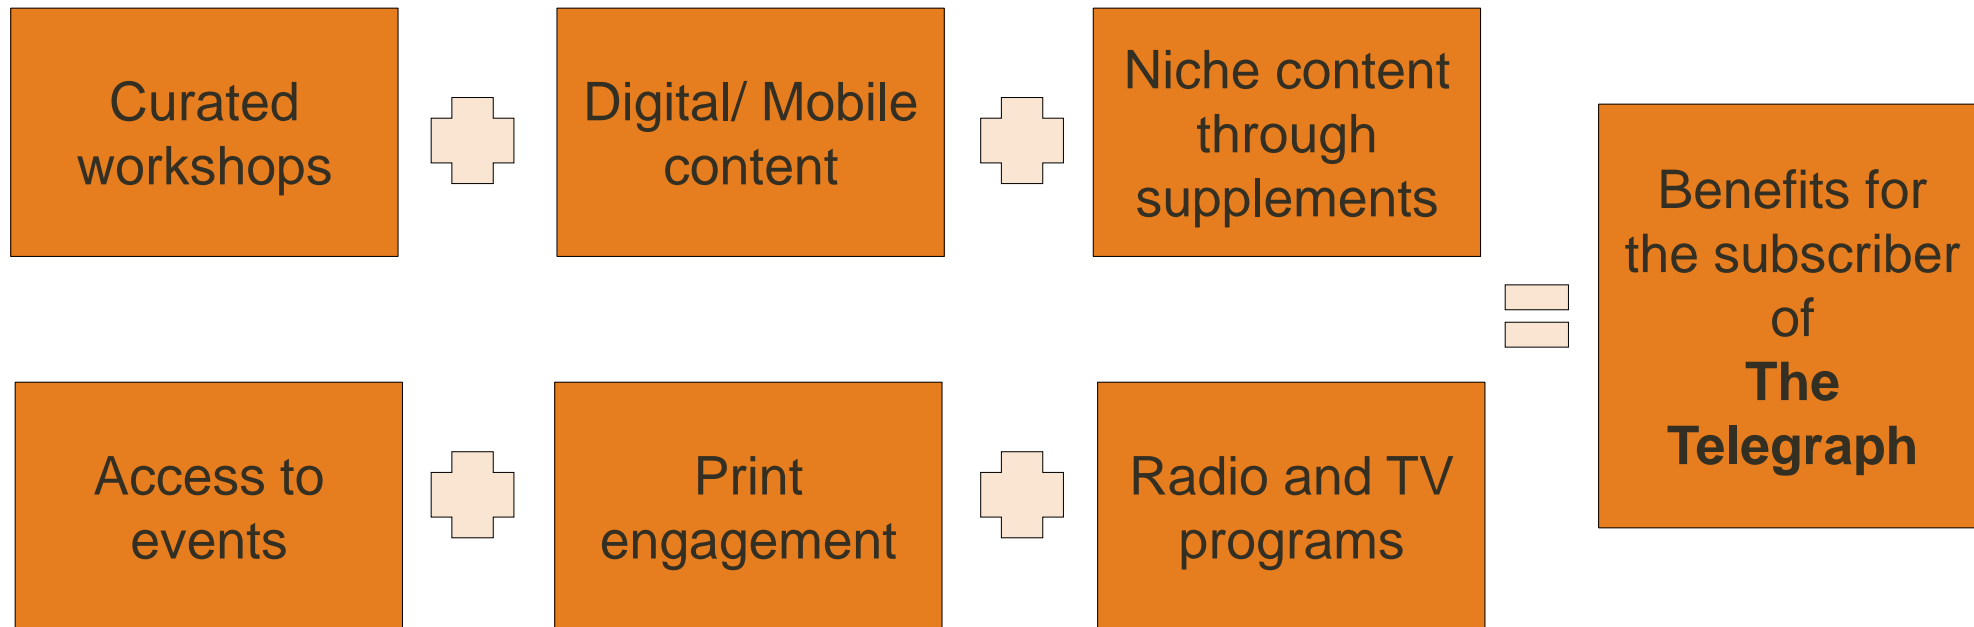 Curated
workshops
Digital/ Mobile
content
Niche content
through
supplements
Access to
events
Print
engagement
Radio and TV
programs
Benefits for
the subscriber
of
The
Telegraph